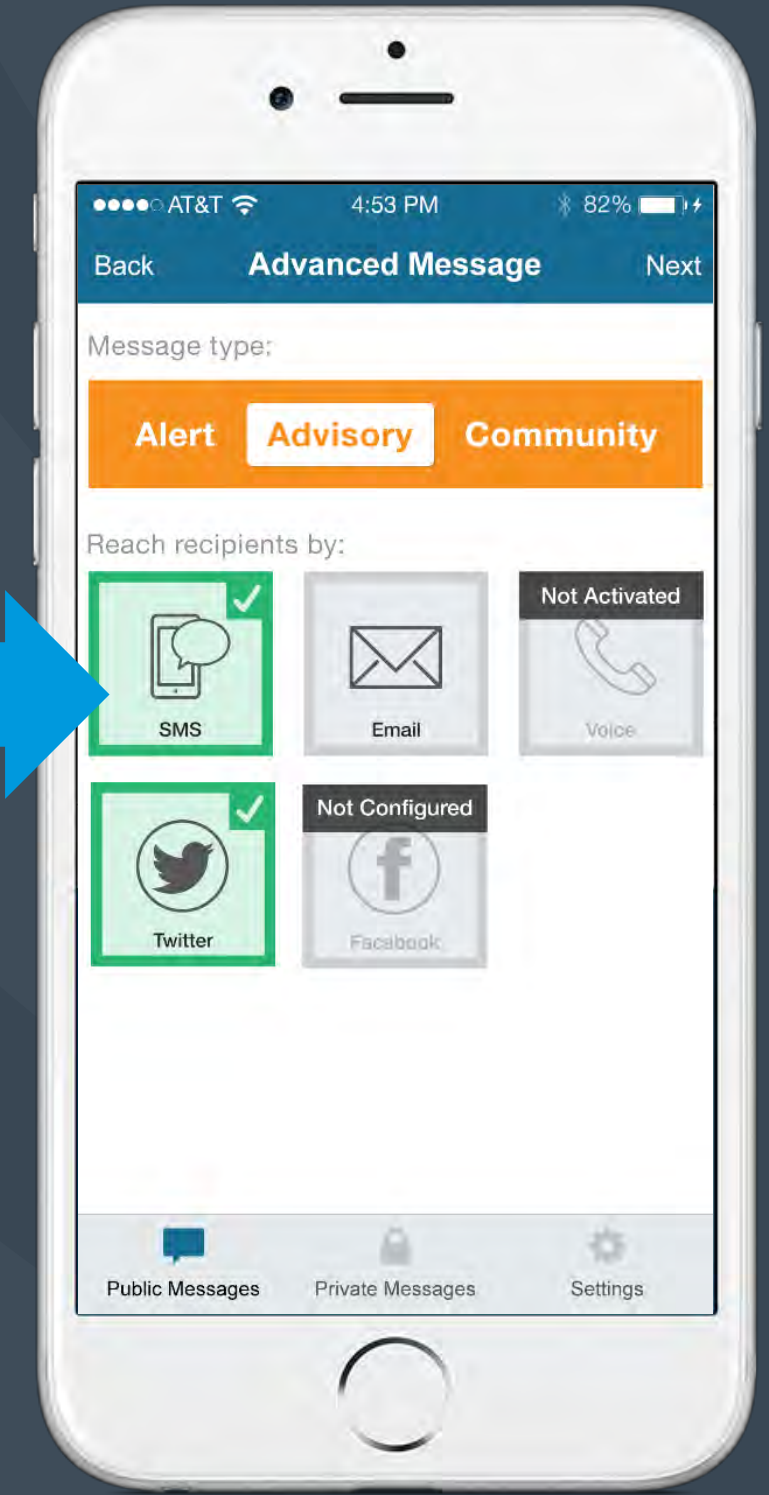 AT&T 4:53 PM 82%
Back Advanced Message Next
Message type:
Alert Advisory Community
Reach recipients by:
Not Activated
SMS Email Voice
Not Configured
Twitter Facebook
Public Messages Private Messages Settings